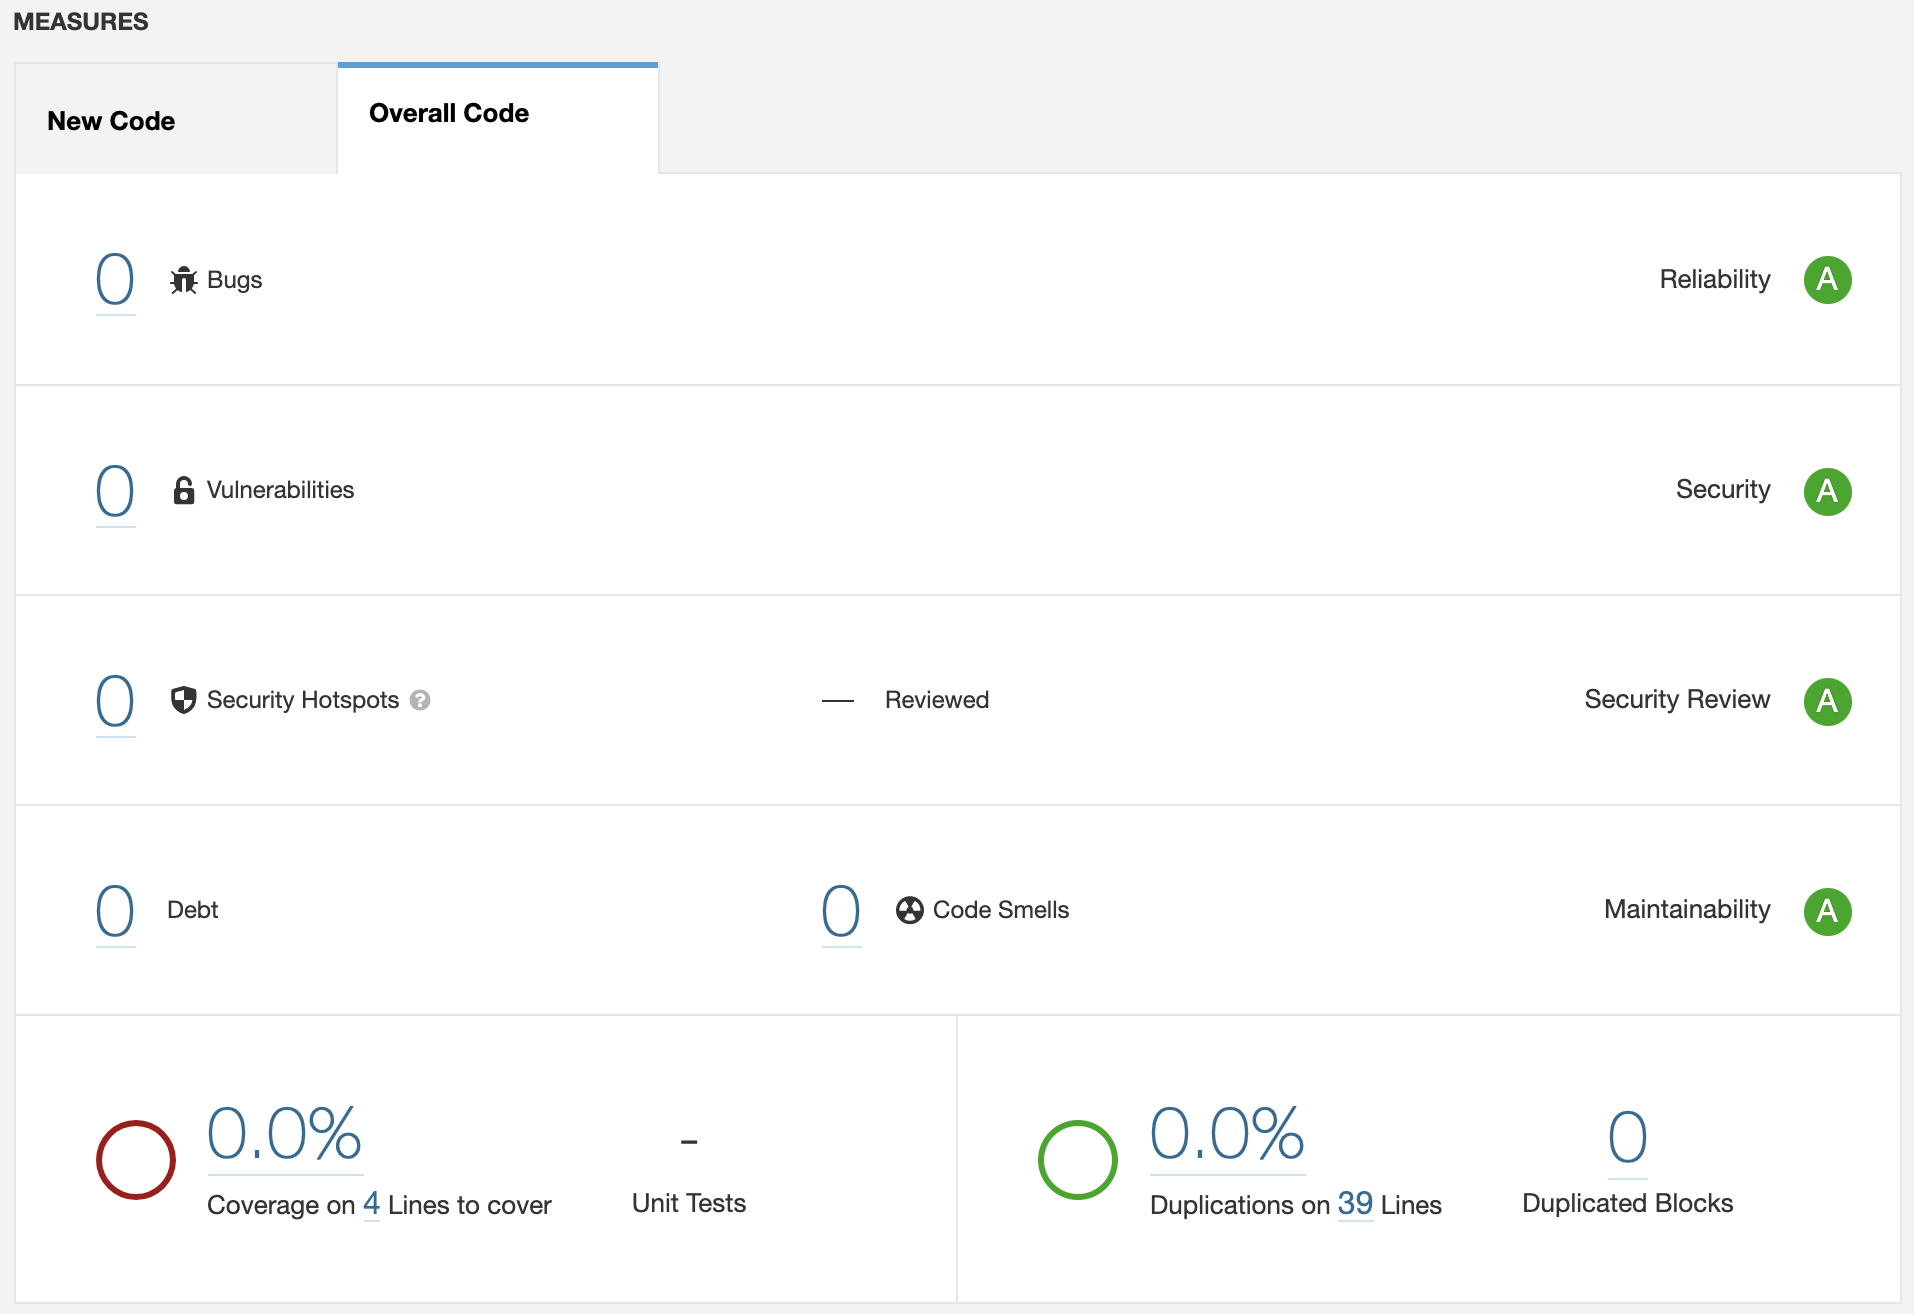 MEASURES
New Code
Overall Code
0 Bugs Reliability A
0 Vulnerabilities Security A
0 Security Hotspots ? — Reviewed Security Review A
0 Debt 0 Code Smells Maintainability A
0.0%
Coverage on 4 Lines to cover
-
Unit Tests
0.0%
Duplications on 39 Lines
0
Duplicated Blocks